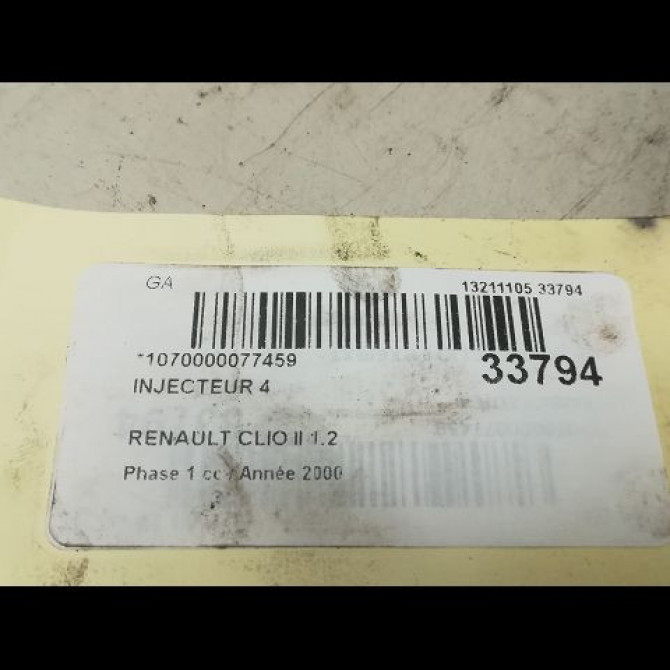 GA
13211105 33794
*1070000077459
33794
INJECTEUR 4
RENAULT CLIO II 1.2
Phase 1 Année 2000